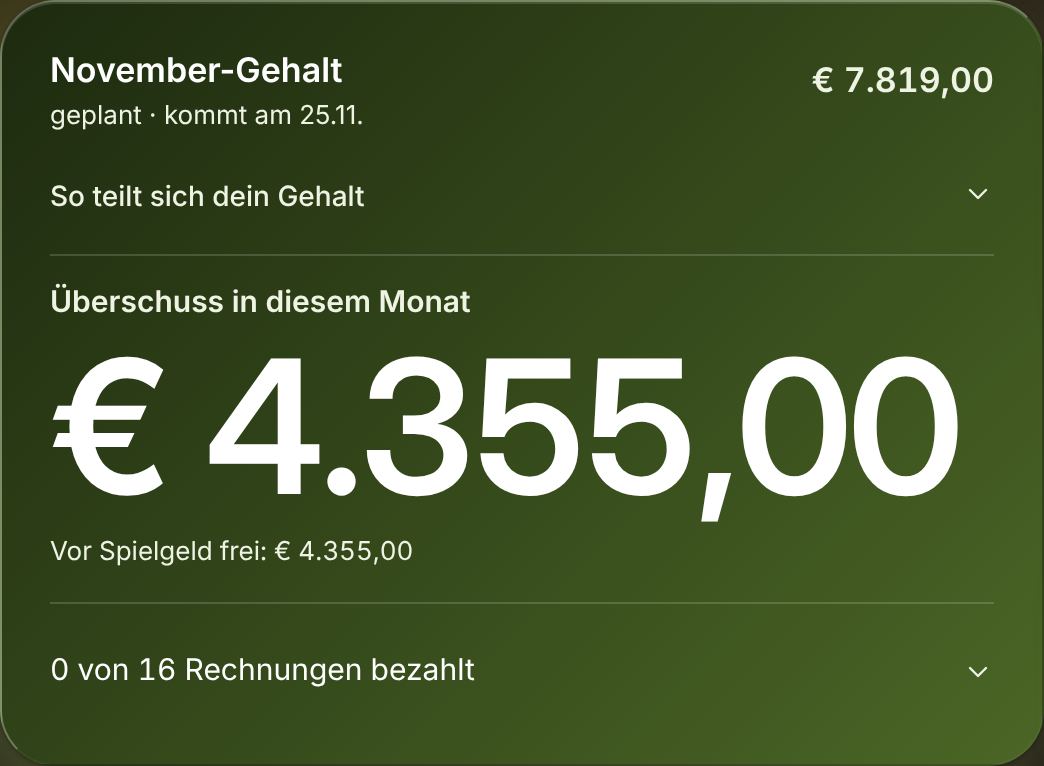 November-Gehalt
€ 7.819,00
geplant · kommt am 25.11.
So teilt sich dein Gehalt
Überschuss in diesem Monat
€ 4.355,00
Vor Spielgeld frei: € 4.355,00
0 von 16 Rechnungen bezahlt